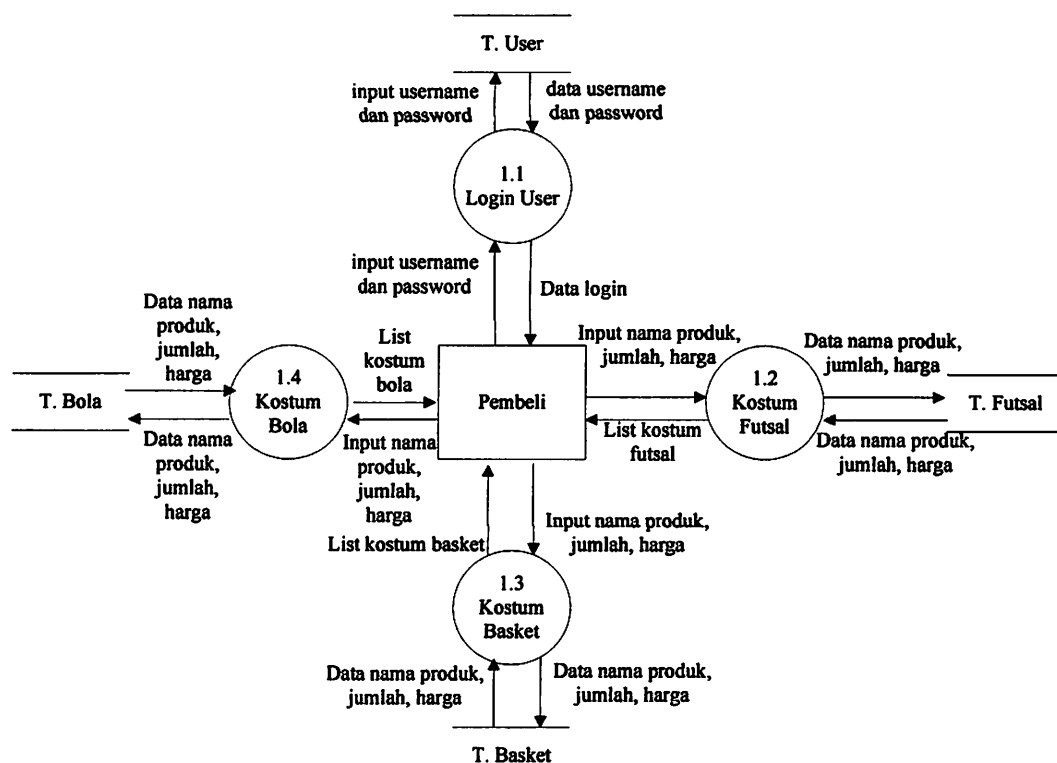 T. User
input username
dan password
data username
dan password
1.1
Login User
input username
dan password
Data login
Data nama
produk,
jumlah,
harga
List
kostum
bola
Input nama produk,
jumlah, harga
Data nama produk,
jumlah, harga
T. Bola
1.4
Kostum
Bola
Pembeli
1.2
Kostum
Futsal
T. Futsal
Data nama
produk,
jumlah,
harga
Input nama
produk,
jumlah,
harga
List kostum
futsal
Data nama produk,
jumlah, harga
List kostum basket
Input nama produk,
jumlah, harga
1.3
Kostum
Basket
Data nama produk,
jumlah, harga
Data nama produk,
jumlah, harga
T. Basket